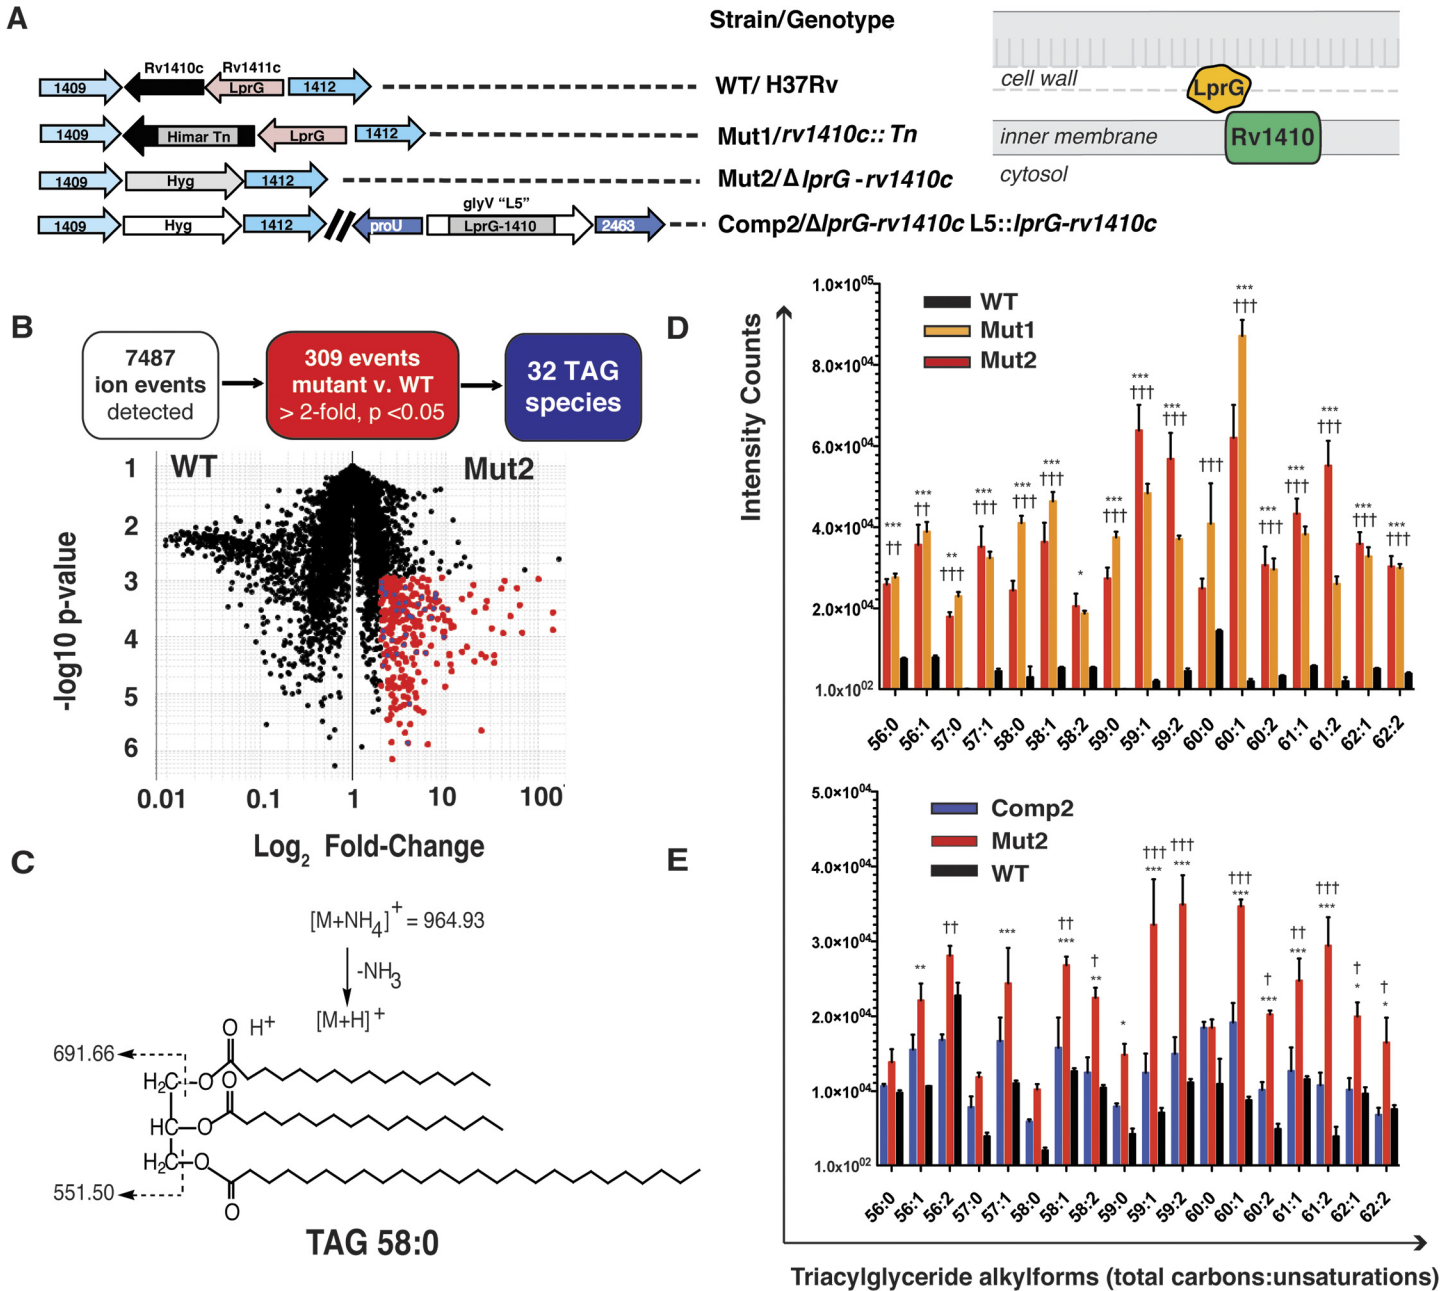 A
Strain/Genotype
Rv1410c Rv1411c
1409 LprG 1412
WT/ H37Rv
1409 Himar Tn LprG 1412
Mut1/rv1410c:: Tn
1409 Hyg 1412
Mut2/Δ lprG -rv1410c
glyV “L5”
1409 Hyg 1412 proU LprG-1410 2463
Comp2/ΔlprG-rv1410c L5::lprG-rv1410c
cell wall
LprG
inner membrane
Rv1410
cytosol
B
7487
ion events
detected
309 events
mutant v. WT
> 2-fold, p <0.05
32 TAG
species
WT
Mut2
-log10 p-value
1
2
3
4
5
6
0.01 0.1 1 10 100
Log2 Fold-Change
C
[M+NH4]+ = 964.93
-NH3
[M+H]+
691.66
O H+
H2C O O
HC O
H2C O
551.50
O
TAG 58:0
D
Intensity Counts
WT
Mut1
Mut2
1.0×10^05
8.0×10^04
6.0×10^04
4.0×10^04
2.0×10^04
1.0×10^02
*** †† *** †† ** ††† *** ††† *** ††† *** ††† * *** ††† *** ††† *** ††† ††† *** ††† *** ††† *** ††† *** ††† *** ††† *** †††
56:0 56:1 57:0 57:1 58:0 58:1 58:2 59:0 59:1 59:2 60:0 60:1 60:2 61:1 61:2 62:1 62:2
E
Comp2
Mut2
WT
5.0×10^04
4.0×10^04
3.0×10^04
2.0×10^04
1.0×10^04
1.0×10^02
** †† *** †† *** † ** * ††† *** ††† *** ††† *** † *** †† *** ††† *** † * † *
56:0 56:1 56:2 57:0 57:1 58:0 58:1 58:2 59:0 59:1 59:2 60:0 60:1 60:2 61:1 61:2 62:1 62:2
Triacylglyceride alkylforms (total carbons:unsaturations)